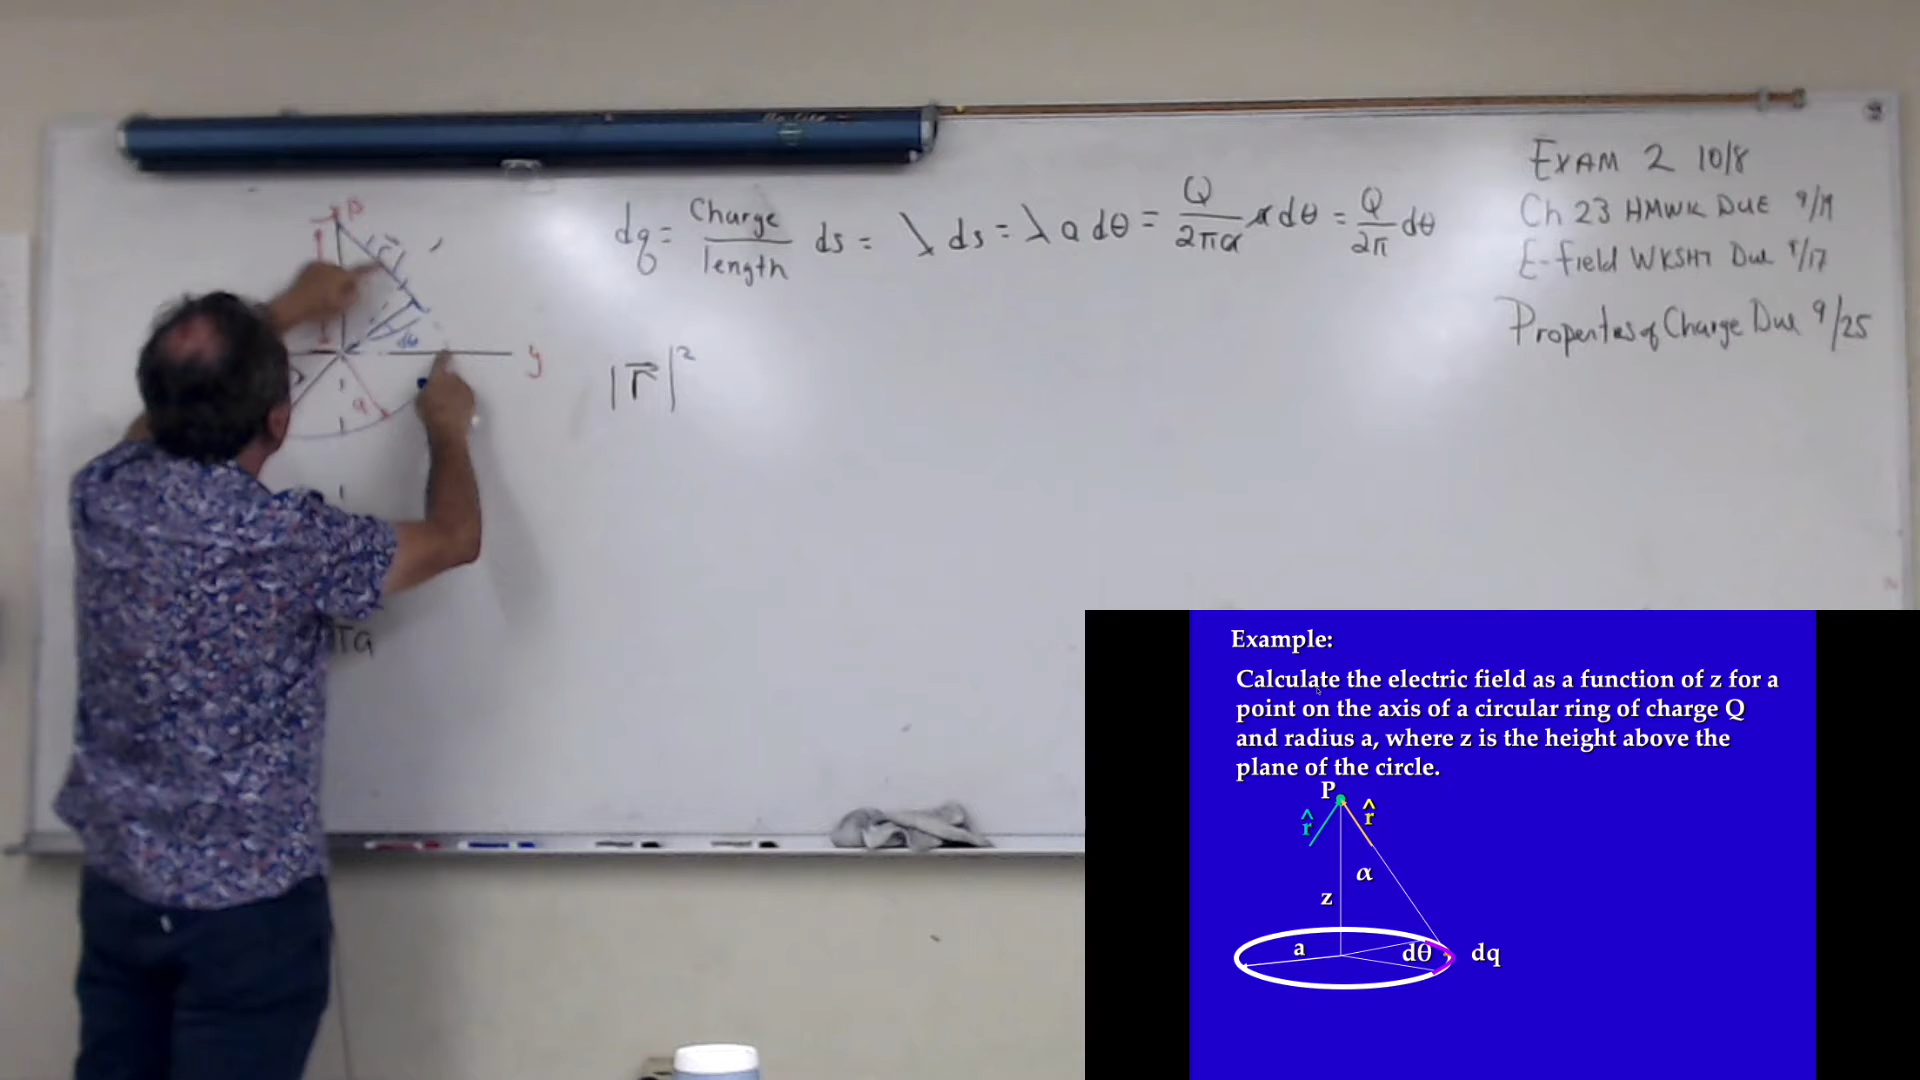 dq = Charge/length ds = λ ds = λ a dθ = Q/2πa a dθ = Q/2π dθ
|r⃗|²
P
r⃗
dθ
y
a
πa
EXAM 2 10/8
Ch 23 HMWK DUE 9/19
E-field WKSHT Due 9/17
Properties of Charge Due 9/25
Example:
Calculate the electric field as a function of z for a
point on the axis of a circular ring of charge Q
and radius a, where z is the height above the
plane of the circle.
P
r̂
r̂
α
z
a
dθ
dq